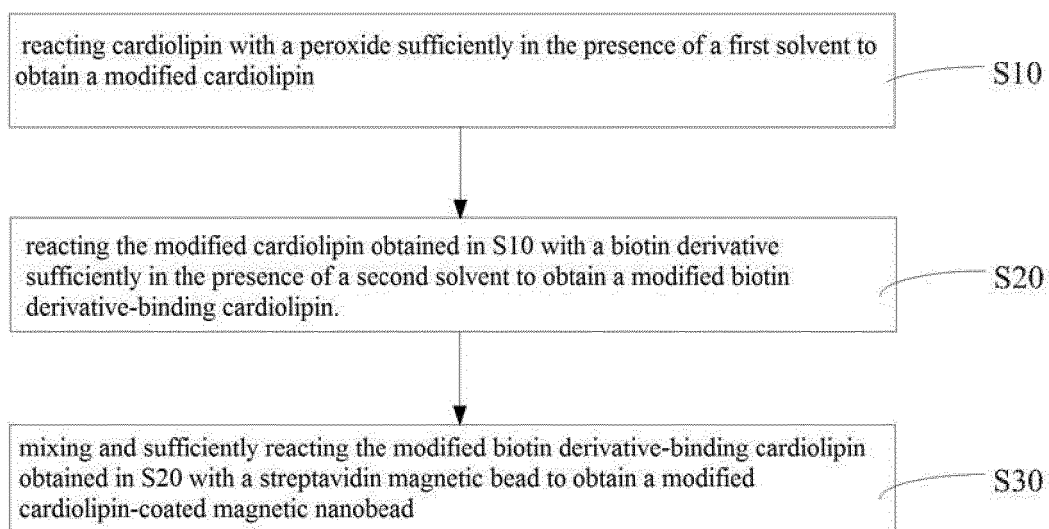 reacting cardiolipin with a peroxide sufficiently in the presence of a first solvent to
obtain a modified cardiolipin
S10
reacting the modified cardiolipin obtained in S10 with a biotin derivative
sufficiently in the presence of a second solvent to obtain a modified biotin
derivative-binding cardiolipin.
S20
mixing and sufficiently reacting the modified biotin derivative-binding cardiolipin
obtained in S20 with a streptavidin magnetic bead to obtain a modified
cardiolipin-coated magnetic nanobead
S30